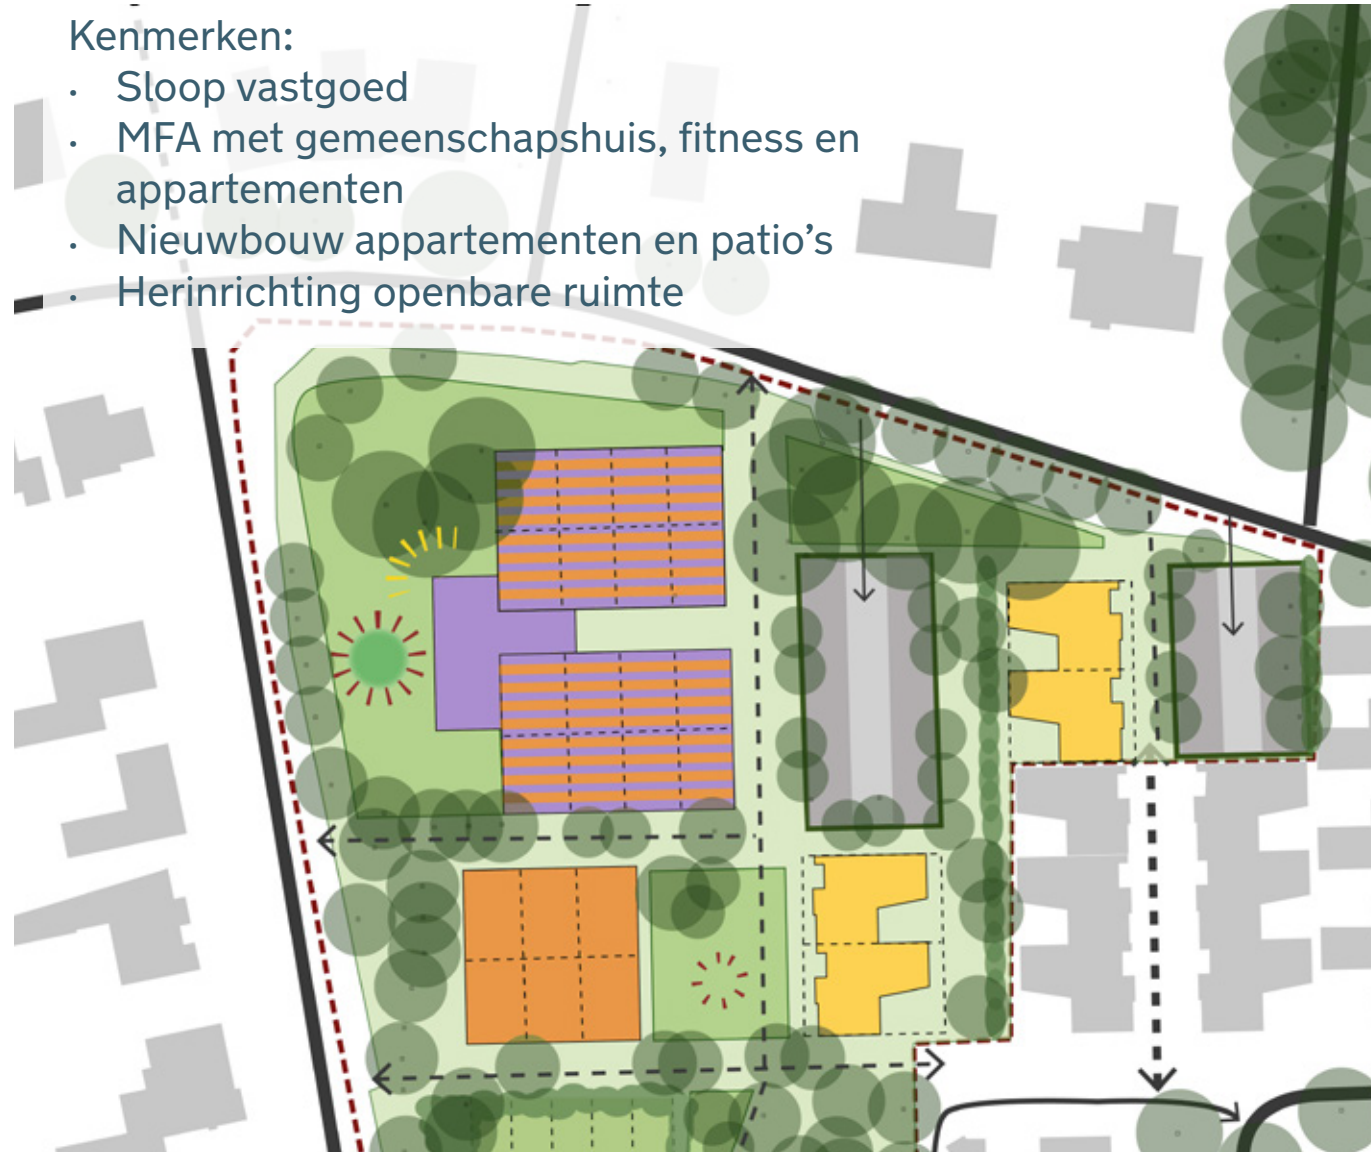 Kenmerken:
· Sloop vastgoed
· MFA met gemeenschapshuis, fitness en
appartementen
· Nieuwbouw appartementen en patio’s
· Herinrichting openbare ruimte